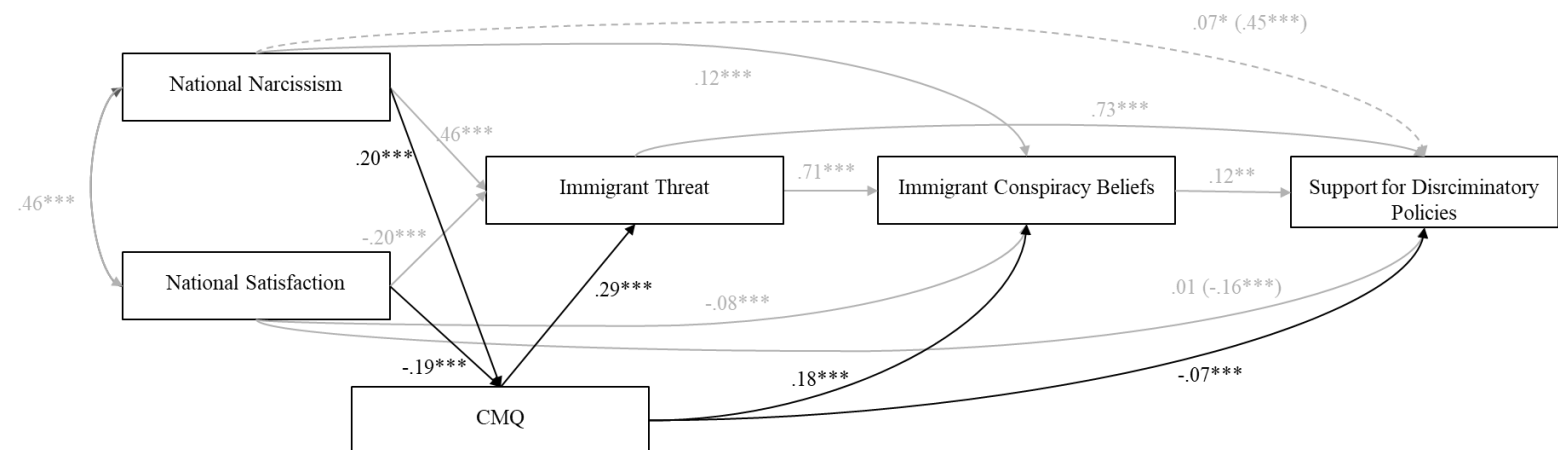 .07* (.45***)
National Narcissism
.12***
.73***
.46***
.20***
Immigrant Threat
.71***
Immigrant Conspiracy Beliefs
.12**
Support for Disrciminatory
Policies
.46***
-.20***
National Satisfaction
.29***
-.08***
.01 (-.16***)
-.19***
.18***
-.07***
CMQ